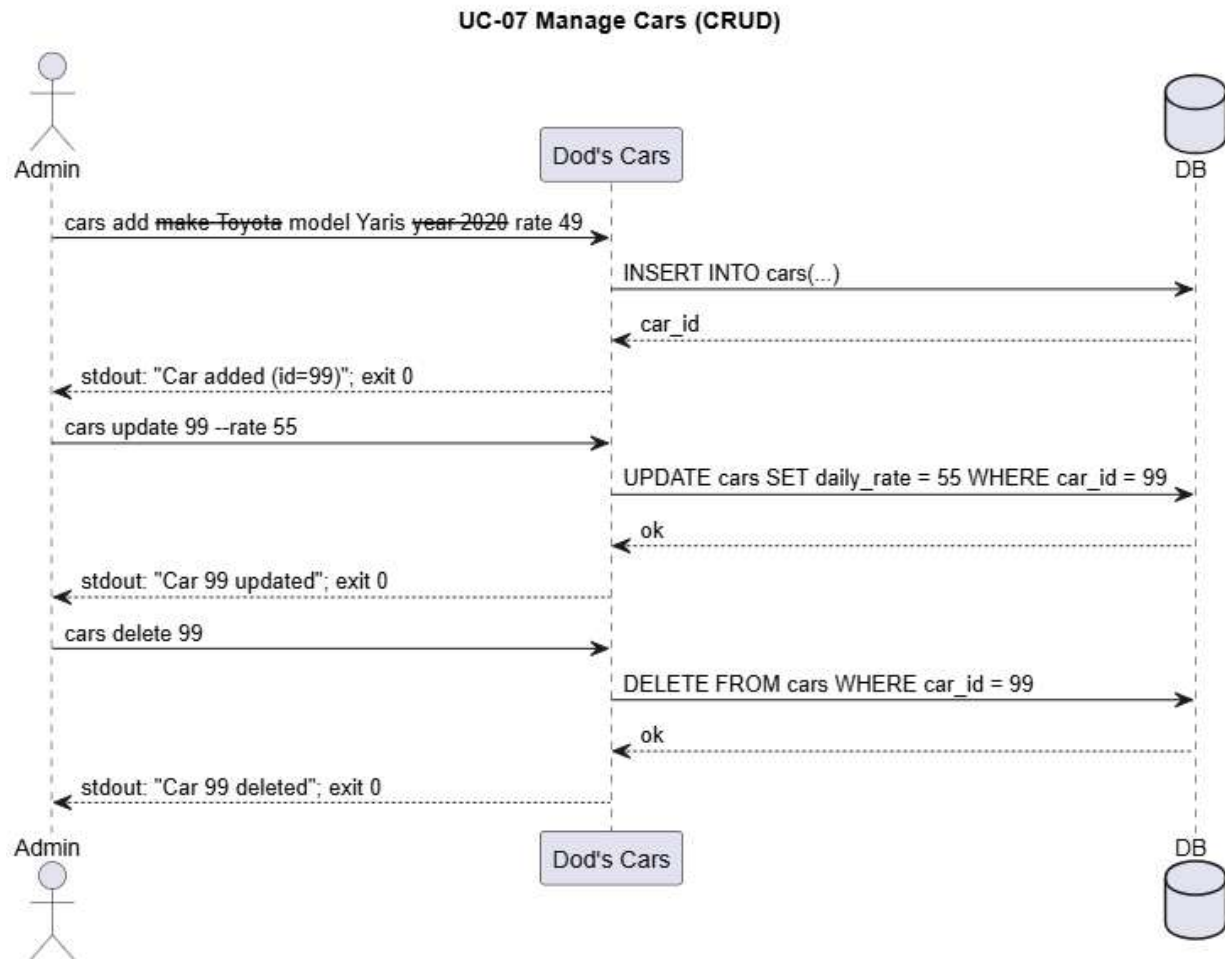 UC-07 Manage Cars (CRUD)
Admin
Dod's Cars
DB
cars add make Toyota model Yaris year 2020 rate 49
INSERT INTO cars(...)
car_id
stdout: "Car added (id=99)"; exit 0
cars update 99 --rate 55
UPDATE cars SET daily_rate = 55 WHERE car_id = 99
ok
stdout: "Car 99 updated"; exit 0
cars delete 99
DELETE FROM cars WHERE car_id = 99
ok
stdout: "Car 99 deleted"; exit 0
Admin
Dod's Cars
DB